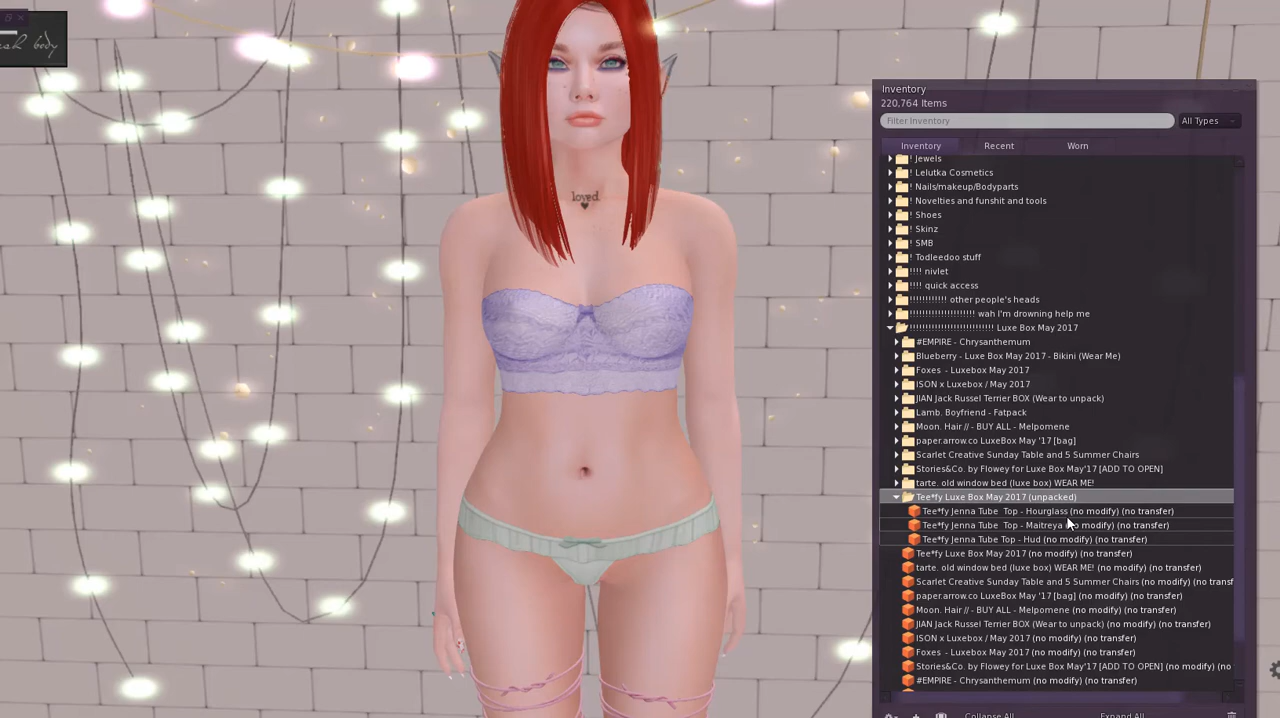 body
loved
Inventory
220,764 Items
Filter Inventory
All Types
Inventory Recent Worn
! Jewels
! Lelutka Cosmetics
! Nails/makeup/Bodyparts
! Novelties and funshit and tools
! Shoes
! Skinz
! SMB
! Todleedoo stuff
!!!! nivlet
!!!! quick access
!!!!!!!!!!!! other people's heads
!!!!!!!!!!!!!!!!!!!!! wah I'm drowning help me
!!!!!!!!!!!!!!!!!!!!!!!!!!! Luxe Box May 2017
#EMPIRE - Chrysanthemum
Blueberry - Luxe Box May 2017 - Bikini (Wear Me)
Foxes - Luxebox May 2017
ISON x Luxebox / May 2017
JIAN Jack Russel Terrier BOX (Wear to unpack)
Lamb. Boyfriend - Fatpack
Moon. Hair // - BUY ALL - Melpomene
paper.arrow.co LuxeBox May '17 [bag]
Scarlet Creative Sunday Table and 5 Summer Chairs
Stories&Co. by Flowey for Luxe Box May'17 [ADD TO OPEN]
tarte. old window bed (luxe box) WEAR ME!
Tee*fy Luxe Box May 2017 (unpacked)
Tee*fy Jenna Tube Top - Hourglass (no modify) (no transfer)
Tee*fy Jenna Tube Top - Maitreya modify) (no transfer)
Tee*fy Jenna Tube Top - Hud (no modify) (no transfer)
Tee*fy Luxe Box May 2017 (no modify) (no transfer)
tarte. old window bed (luxe box) WEAR ME! (no modify) (no transfer)
Scarlet Creative Sunday Table and 5 Summer Chairs (no modify) (no transf
paper.arrow.co LuxeBox May '17 [bag] (no modify) (no transfer)
Moon. Hair // - BUY ALL - Melpomene (no modify) (no transfer)
JIAN Jack Russel Terrier BOX (Wear to unpack) (no modify) (no transfer)
ISON x Luxebox / May 2017 (no modify) (no transfer)
Foxes - Luxebox May 2017 (no modify) (no transfer)
Stories&Co. by Flowey for Luxe Box May'17 [ADD TO OPEN] (no modify) (no
#EMPIRE - Chrysanthemum (no modify) (no transfer)
Collapse All Expand All